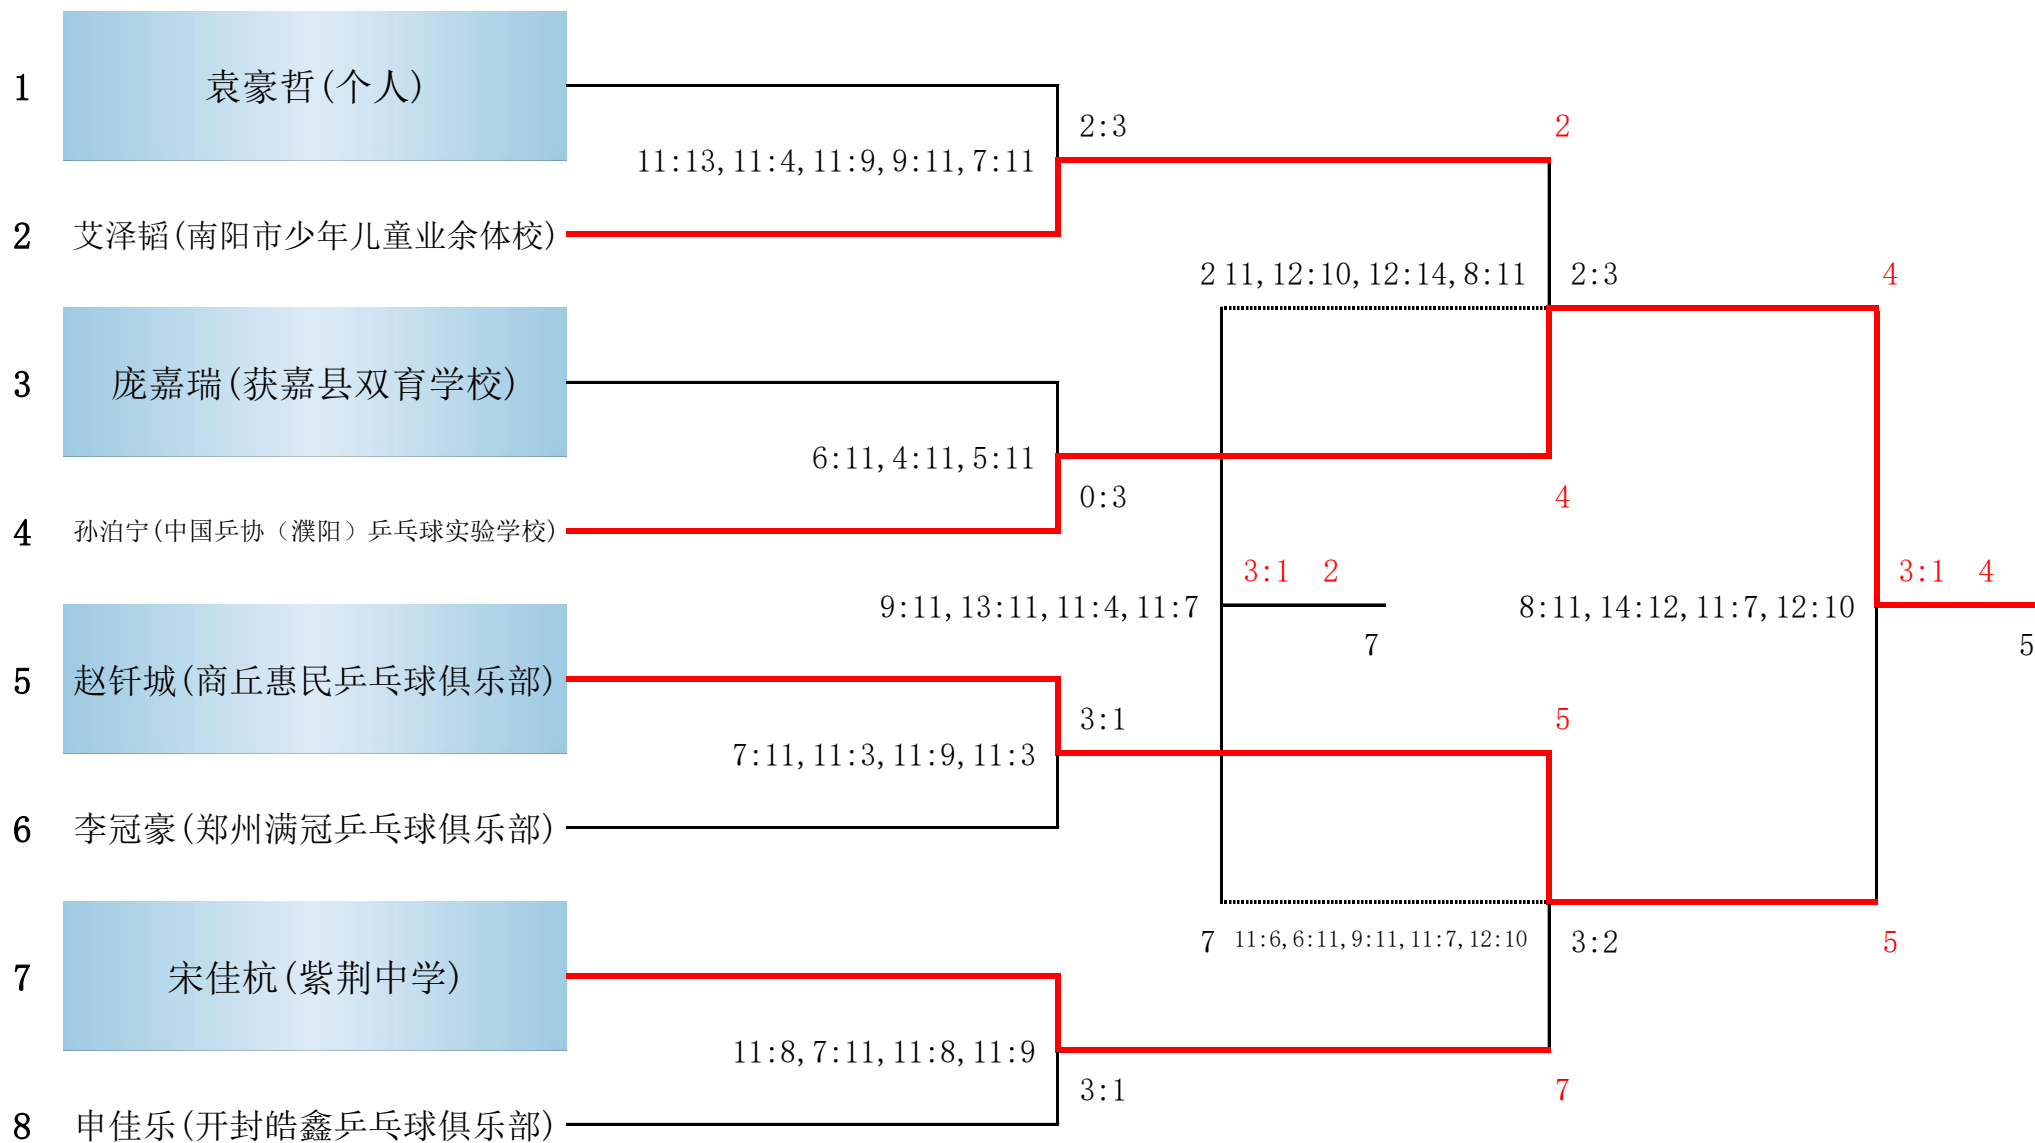 1 袁豪哲(个人)
2:3 2
11:13,11:4,11:9,9:11,7:11
2 艾泽韬(南阳市少年儿童业余体校)
2 11,12:10,12:14,8:11 2:3 4
3 庞嘉瑞(获嘉县双育学校)
6:11,4:11,5:11
0:3 4
4 孙泊宁(中国乒协（濮阳）乒乓球实验学校)
3:1 2 3:1 4
9:11,13:11,11:4,11:7 8:11,14:12,11:7,12:10
7 5
5 赵钎城(商丘惠民乒乓球俱乐部)
3:1 5
7:11,11:3,11:9,11:3
6 李冠豪(郑州满冠乒乓球俱乐部)
7 11:6,6:11,9:11,11:7,12:10 3:2 5
7 宋佳杭(紫荆中学)
11:8,7:11,11:8,11:9
3:1 7
8 申佳乐(开封皓鑫乒乓球俱乐部)